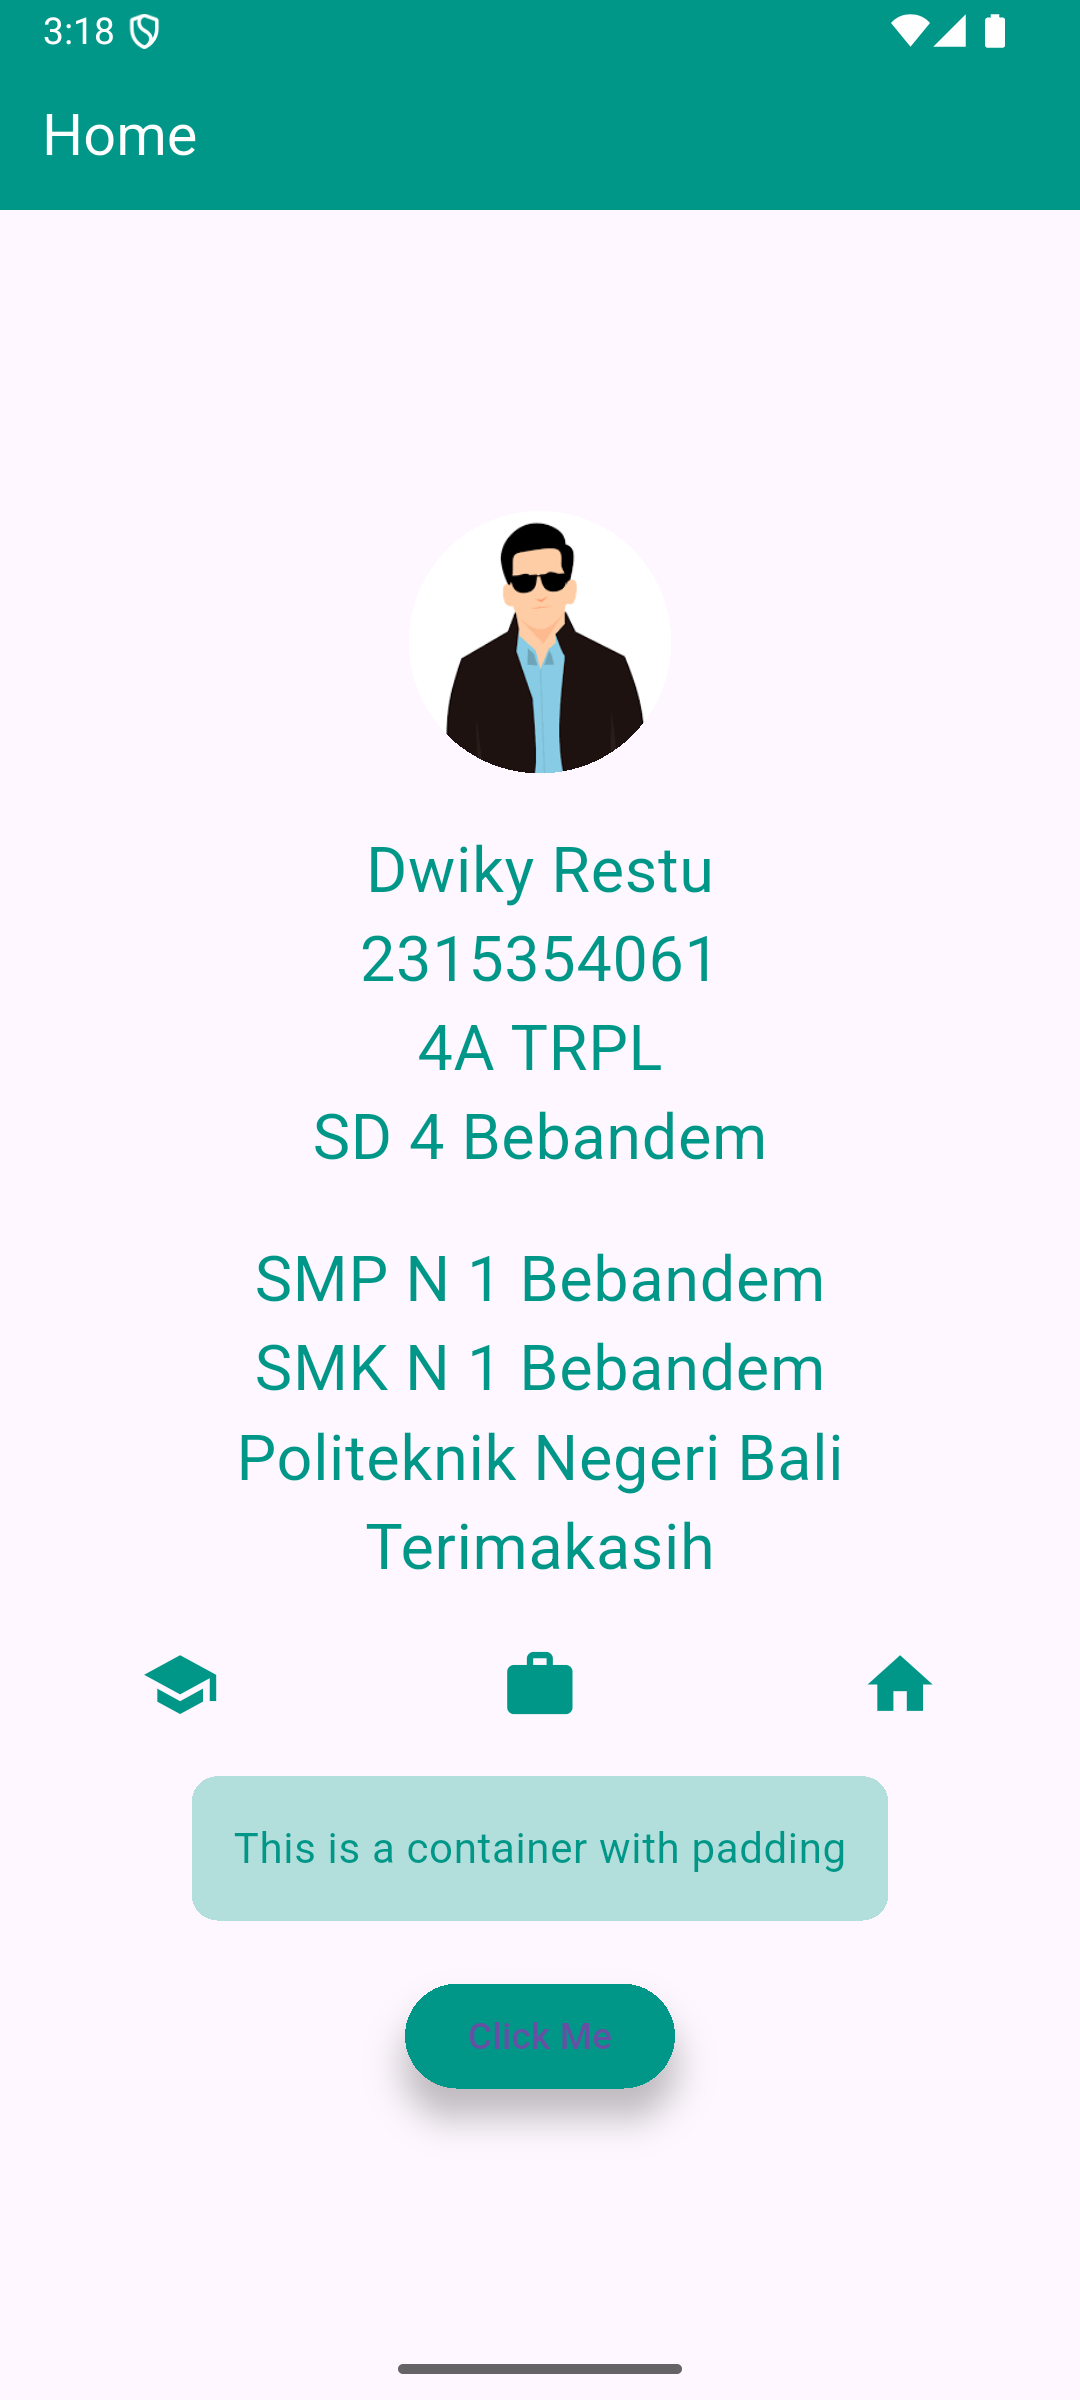 3:18
Home
Dwiky Restu
2315354061
4A TRPL
SD 4 Bebandem
SMP N 1 Bebandem
SMK N 1 Bebandem
Politeknik Negeri Bali
Terimakasih
This is a container with padding
Click Me